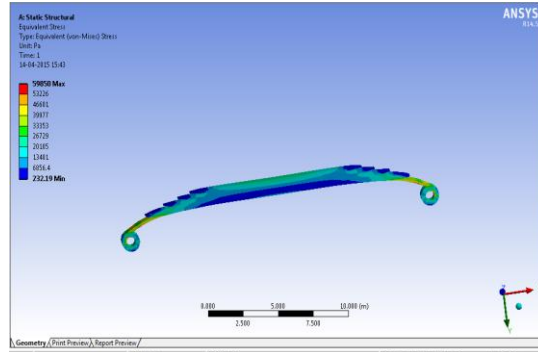 A: Static Structural
Equivalent Stress
Type: Equivalent (von-Mises) Stress
Unit: Pa
Time: 1
14-04-2015 15:43
59850 Max
53226
46601
39977
33353
26729
20105
13481
6856.4
232.19 Min
ANSYS
R14.5
0.000
5.000
10.000 (m)
2.500
7.500
Geometry
Print Preview
Report Preview